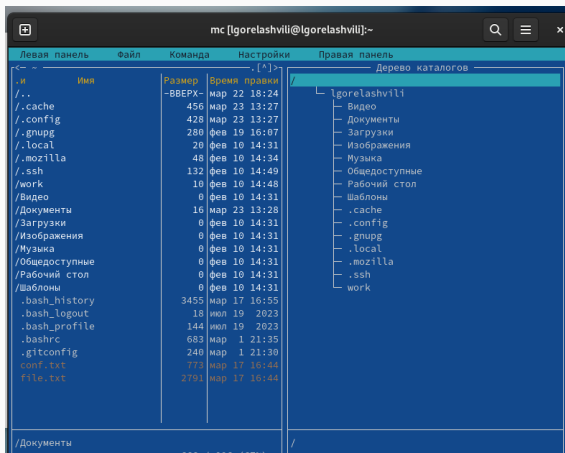 mc [lgorelashvili@lgorelashvili]:~
Левая панель Файл Команда Настройки Правая панель
<- ~ .[^]>
.и Имя Размер Время правки
/.. -ВВЕРХ- мар 22 18:24
/.cache 456 мар 23 13:27
/.config 428 мар 23 13:27
/.gnupg 280 фев 19 16:07
/.local 20 фев 10 14:31
/.mozilla 48 фев 10 14:34
/.ssh 132 фев 10 14:49
/work 10 фев 10 14:48
/Видео 0 фев 10 14:31
/Документы 16 мар 23 13:28
/Загрузки 0 фев 10 14:31
/Изображения 0 фев 10 14:31
/Музыка 0 фев 10 14:31
/Общедоступные 0 фев 10 14:31
/Рабочий стол 0 фев 10 14:31
/Шаблоны 0 фев 10 14:31
.bash_history 3455 мар 17 16:55
.bash_logout 18 июл 19 2023
.bash_profile 144 июл 19 2023
.bashrc 683 мар 1 21:35
.gitconfig 240 мар 1 21:30
conf.txt 773 мар 17 16:44
file.txt 2791 мар 17 16:44
/Документы
Дерево каталогов
/
lgorelashvili
Видео
Документы
Загрузки
Изображения
Музыка
Общедоступные
Рабочий стол
Шаблоны
.cache
.config
.gnupg
.local
.mozilla
.ssh
work
/